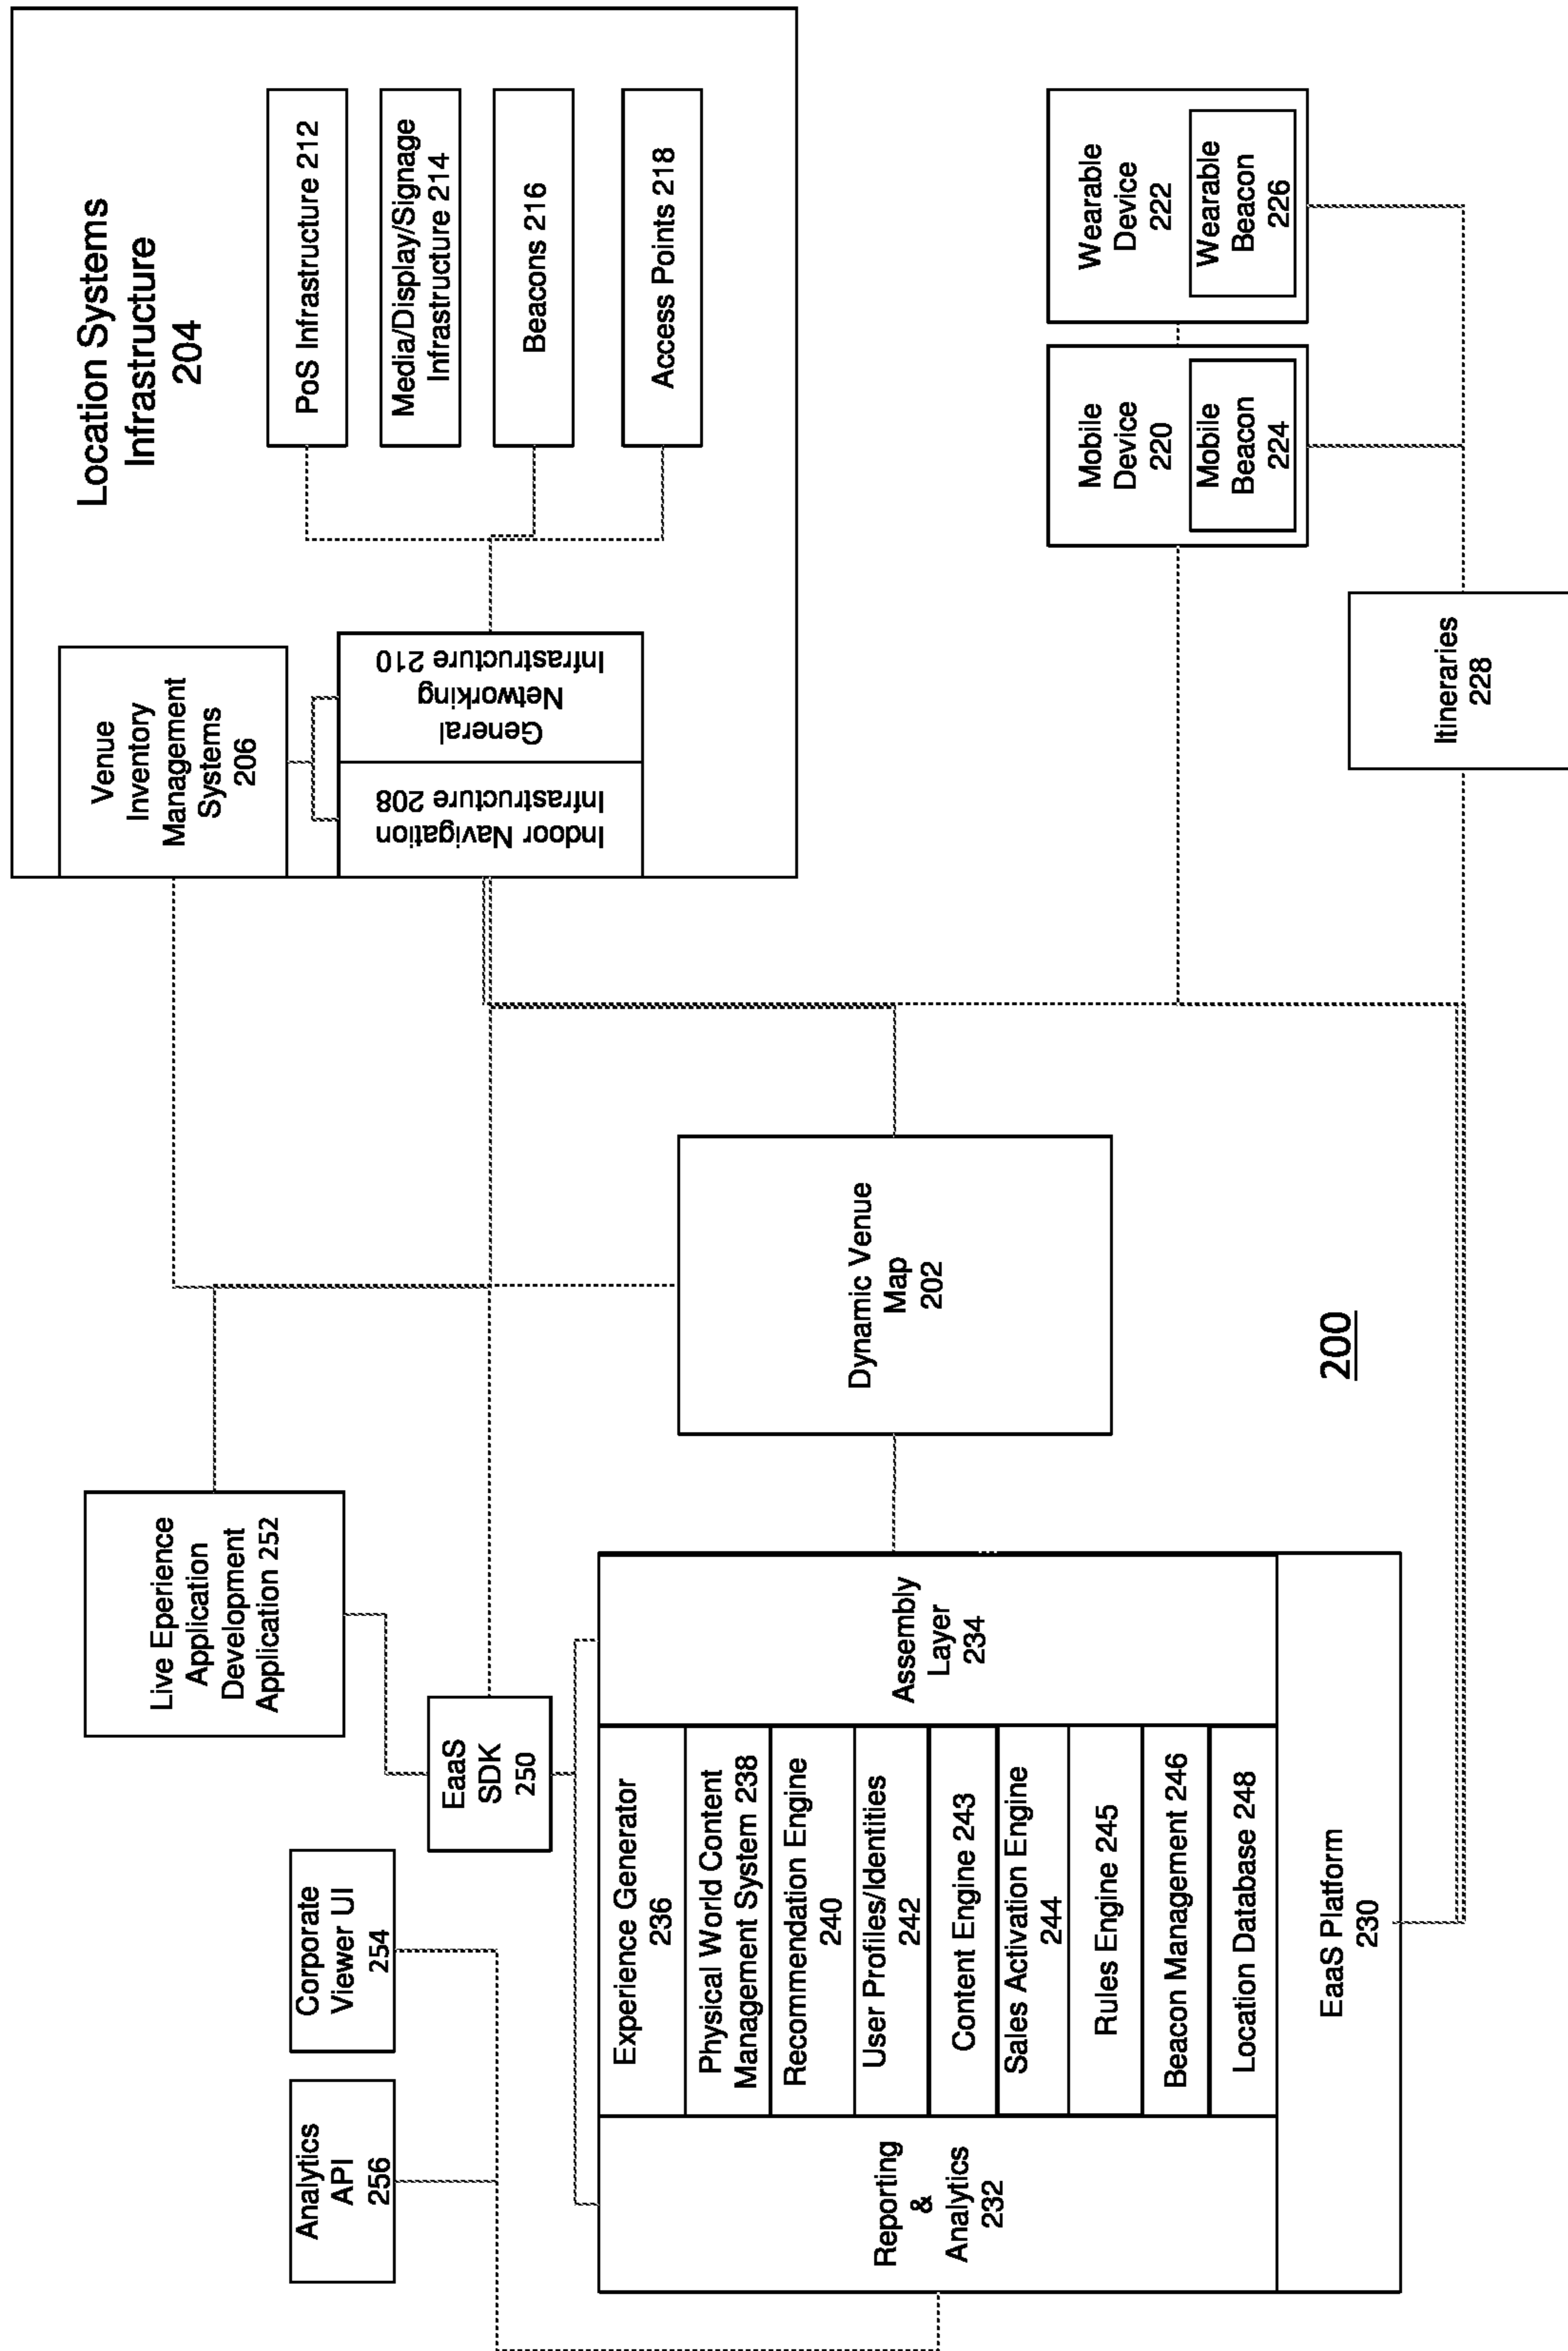 Location Systems
Infrastructure
204
Venue
Inventory
Management
Systems
206
Indoor Navigation
Infrastructure 208
General
Networking
Infrastructure 210
PoS Infrastructure 212
Media/Display/Signage
Infrastructure 214
Beacons 216
Access Points 218
Analytics
API
256
Corporate
Viewer UI
254
Live Eperience
Application
Development
Application 252
EaaS
SDK
250
Reporting
&
Analytics
232
Experience Generator
236
Physical World Content
Management System 238
Recommendation Engine
240
User Profiles/Identities
242
Content Engine 243
Sales Activation Engine
244
Rules Engine 245
Beacon Management 246
Location Database 248
Assembly
Layer
234
EaaS Platform
230
Dynamic Venue
Map
202
Mobile
Device
220
Mobile
Beacon
224
Wearable
Device
222
Wearable
Beacon
226
Itineraries
228
200